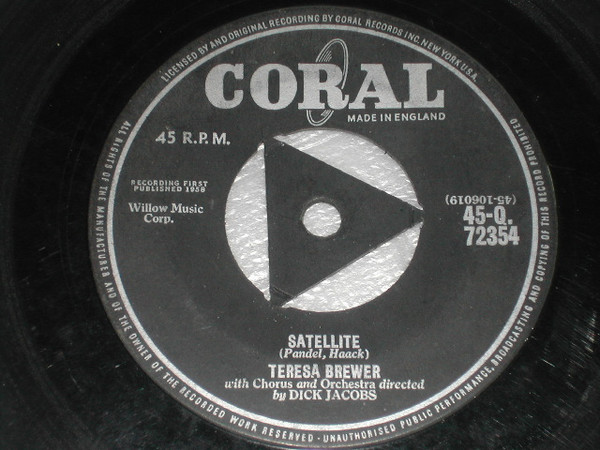 LICENSED BY AND ORIGINAL RECORDING BY CORAL RECORDS INC. NEW YORK U.S.A.
CORAL
MADE IN ENGLAND
45 R.P.M.
RECORDING FIRST
PUBLISHED 1958
Willow Music
Corp.
(45-106019)
45-Q.
72354
SATELLITE
(Pandel, Haack)
TERESA BREWER
with Chorus and Orchestra directed
by DICK JACOBS
ALL RIGHTS OF THE MANUFACTURER AND OF THE OWNER OF THE RECORDED WORK RESERVED · UNAUTHORISED PUBLIC PERFORMANCE, BROADCASTING AND COPYING OF THIS RECORD PROHIBITED